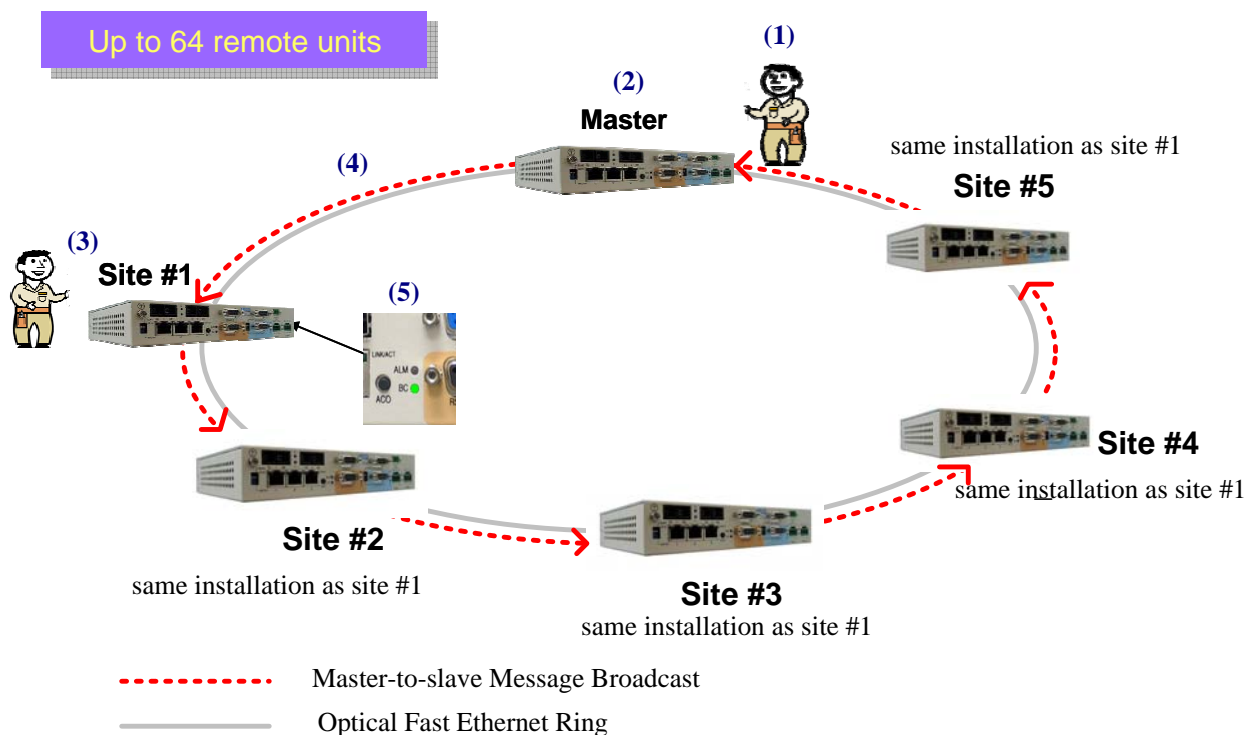 Up to 64 remote units
(1)
(2)
Master
same installation as site #1
Site #5
(4)
(3)
Site #1
(5)
LINK/ACT
ALM
BC
ACO
Site #4
same installation as site #1
Site #2
same installation as site #1
Site #3
same installation as site #1
Master-to-slave Message Broadcast
Optical Fast Ethernet Ring